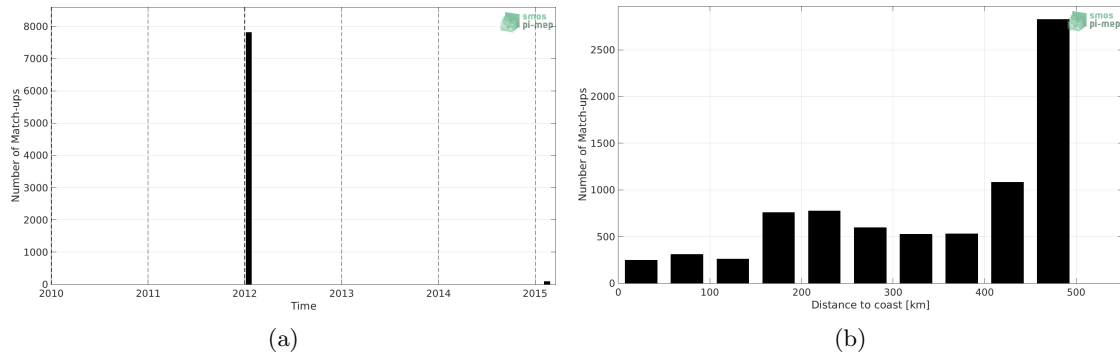 smos
pi-mep
8000
7000
6000
5000
4000
3000
2000
1000
0
Number of Match-ups
2010 2011 2012 2013 2014 2015
Time
(a)
smos
pi-mep
2500
2000
1500
1000
500
0
Number of Match-ups
0 100 200 300 400 500
Distance to coast [km]
(b)